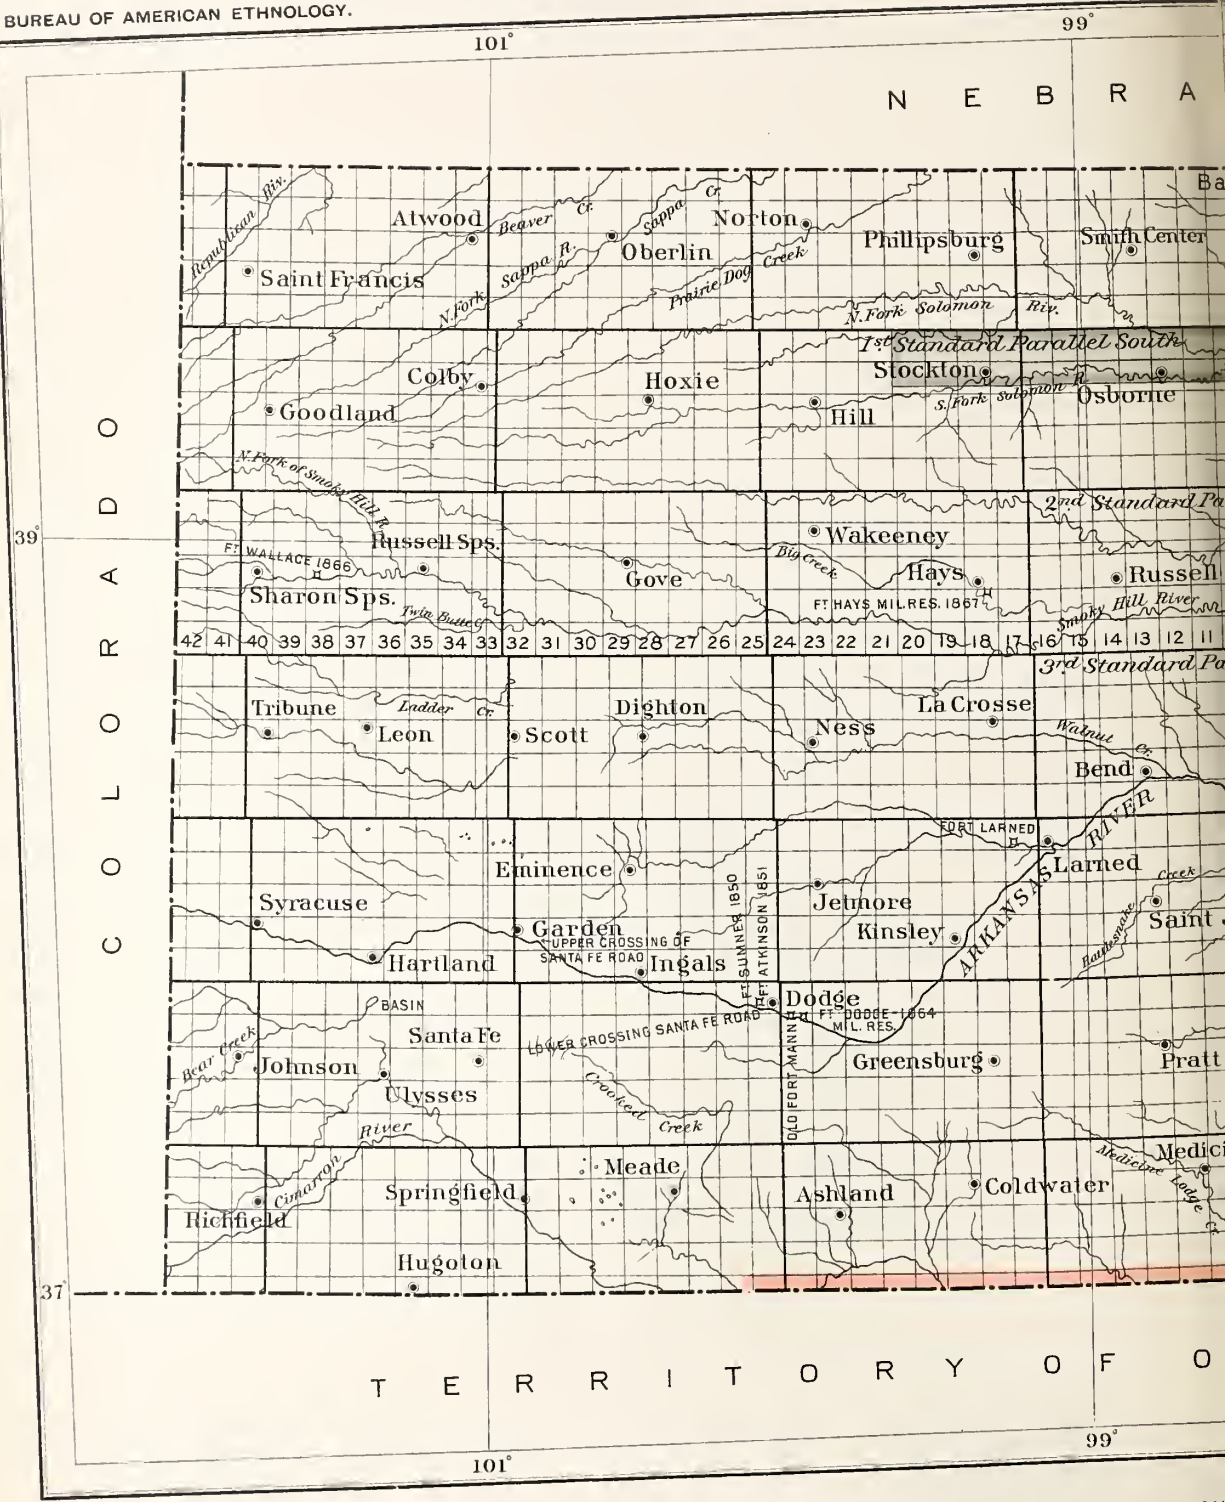 BUREAU OF AMERICAN ETHNOLOGY.
101°
99°
N E B R A
Republican Riv.
Atwood
Beaver Cr.
Sappa Cr.
Norton
Ba
Saint Francis
N. Fork Sappa R.
Oberlin
Prairie Dog Creek
Phillipsburg
Smith Center
N. Fork Solomon Riv.
1st Standard Parallel South
Colby
Hoxie
Stockton
Goodland
Hill
S. Fork Solomon R.
Osborne
N. Fork of Smoky Hill R.
2nd Standard Pa
39°
COLORADO
Russell Sps.
Wakeeney
FT WALLACE 1866
Gove
Big Creek
Hays
Russell
Sharon Sps.
Twin Butte C
FT HAYS MIL. RES. 1867
Smoky Hill River
42 41 40 39 38 37 36 35 34 33 32 31 30 29 28 27 26 25 24 23 22 21 20 19 18 17 16 15 14 13 12 11
3rd Standard Pa
Tribune
Ladder Cr.
Dighton
La Crosse
Leon
Scott
Ness
Walnut Cr.
Bend
FORT LARNED
ARKANSAS RIVER
Eminence
Larned
Syracuse
FT SUMNER 1850
FT ATKINSON 1851
Jetmore
Creek
Rattlesnake
Saint J
Garden
Kinsley
UPPER CROSSING OF
SANTA FE ROAD
Hartland
Ingals
BASIN
Dodge
FT DODGE-1864
MIL. RES.
Santa Fe
LOWER CROSSING SANTA FE ROAD
OLD FORT MANN
Bear Creek
Johnson
Greensburg
Pratt
Ulysses
Crooked Creek
River
Cimarron
Springfield
Meade
Medicine Lodge Cr.
Medici
Richfield
Ashland
Coldwater
Hugoton
37°
TERRITORY OF O
101°
99°